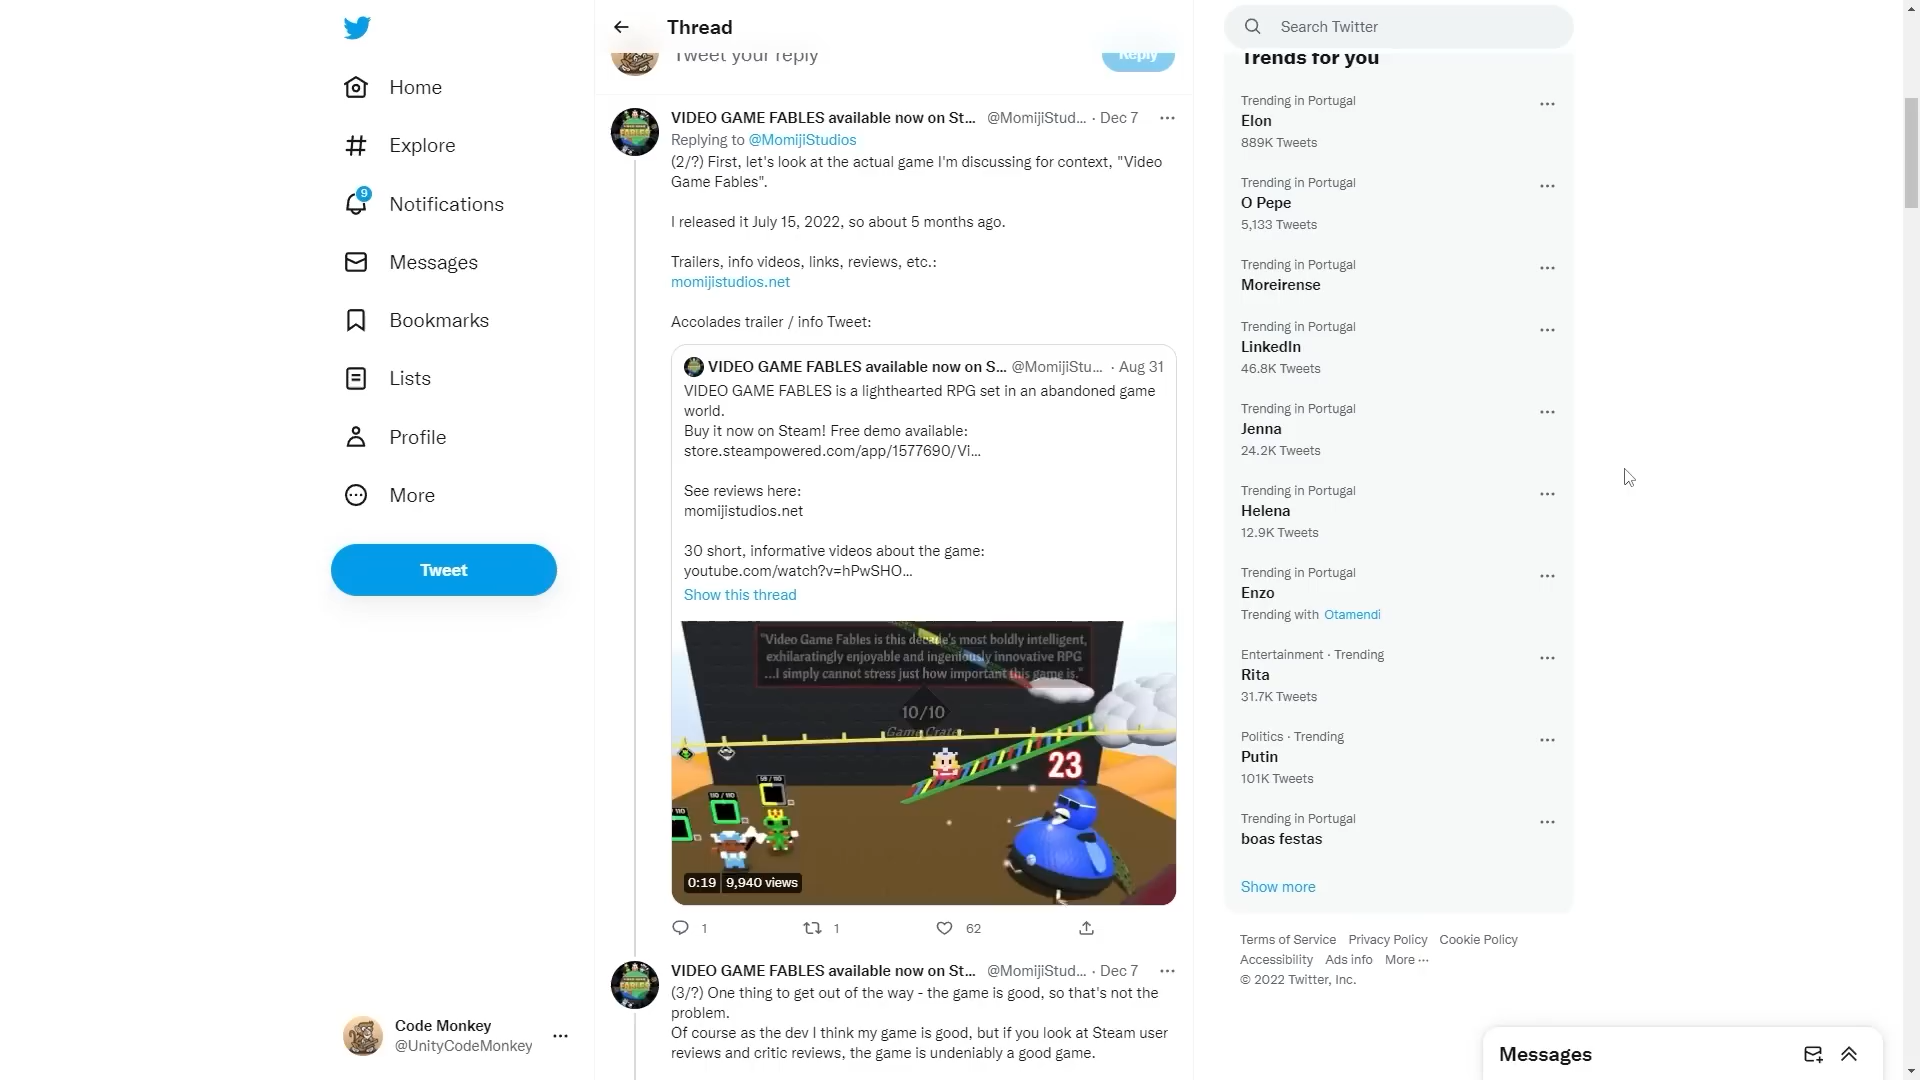 Home
Explore
9
Notifications
Messages
Bookmarks
Lists
Profile
More
Tweet
Code Monkey
@UnityCodeMonkey
Thread
Tweet your reply
Reply
VIDEO GAME FABLES available now on St... @MomijiStud... · Dec 7
Replying to @MomijiStudios
(2/?) First, let's look at the actual game I'm discussing for context, "Video
Game Fables".
I released it July 15, 2022, so about 5 months ago.
Trailers, info videos, links, reviews, etc.:
momijistudios.net
Accolades trailer / info Tweet:
VIDEO GAME FABLES available now on S... @MomijiStu... · Aug 31
VIDEO GAME FABLES is a lighthearted RPG set in an abandoned game
world.
Buy it now on Steam! Free demo available:
store.steampowered.com/app/1577690/Vi...
See reviews here:
momijistudios.net
30 short, informative videos about the game:
youtube.com/watch?v=hPwSHO...
Show this thread
"Video Game Fables is this decade's most boldly intelligent,
exhilaratingly enjoyable and ingeniously innovative RPG
...I simply cannot stress just how important this game is."
10/10
Game Crater
23
110 / 110
0:19 9,940 views
1 1 62
VIDEO GAME FABLES available now on St... @MomijiStud... · Dec 7
(3/?) One thing to get out of the way - the game is good, so that's not the
problem.
Of course as the dev I think my game is good, but if you look at Steam user
reviews and critic reviews, the game is undeniably a good game.
Search Twitter
Trends for you
Trending in Portugal
Elon
889K Tweets
Trending in Portugal
O Pepe
5,133 Tweets
Trending in Portugal
Moreirense
Trending in Portugal
LinkedIn
46.8K Tweets
Trending in Portugal
Jenna
24.2K Tweets
Trending in Portugal
Helena
12.9K Tweets
Trending in Portugal
Enzo
Trending with Otamendi
Entertainment · Trending
Rita
31.7K Tweets
Politics · Trending
Putin
101K Tweets
Trending in Portugal
boas festas
Show more
Terms of Service Privacy Policy Cookie Policy
Accessibility Ads info More ···
© 2022 Twitter, Inc.
Messages